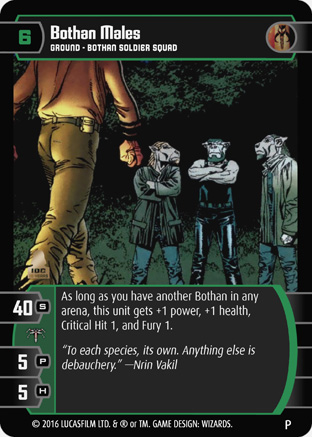 6
Bothan Males
GROUND - BOTHAN SOLDIER SQUAD
40 S
As long as you have another Bothan in any
arena, this unit gets +1 power, +1 health,
Critical Hit 1, and Fury 1.
5 P
“To each species, its own. Anything else is
debauchery.” —Nrin Vakil
5 H
© 2016 LUCASFILM LTD. & ® or TM. GAME DESIGN: WIZARDS.
P